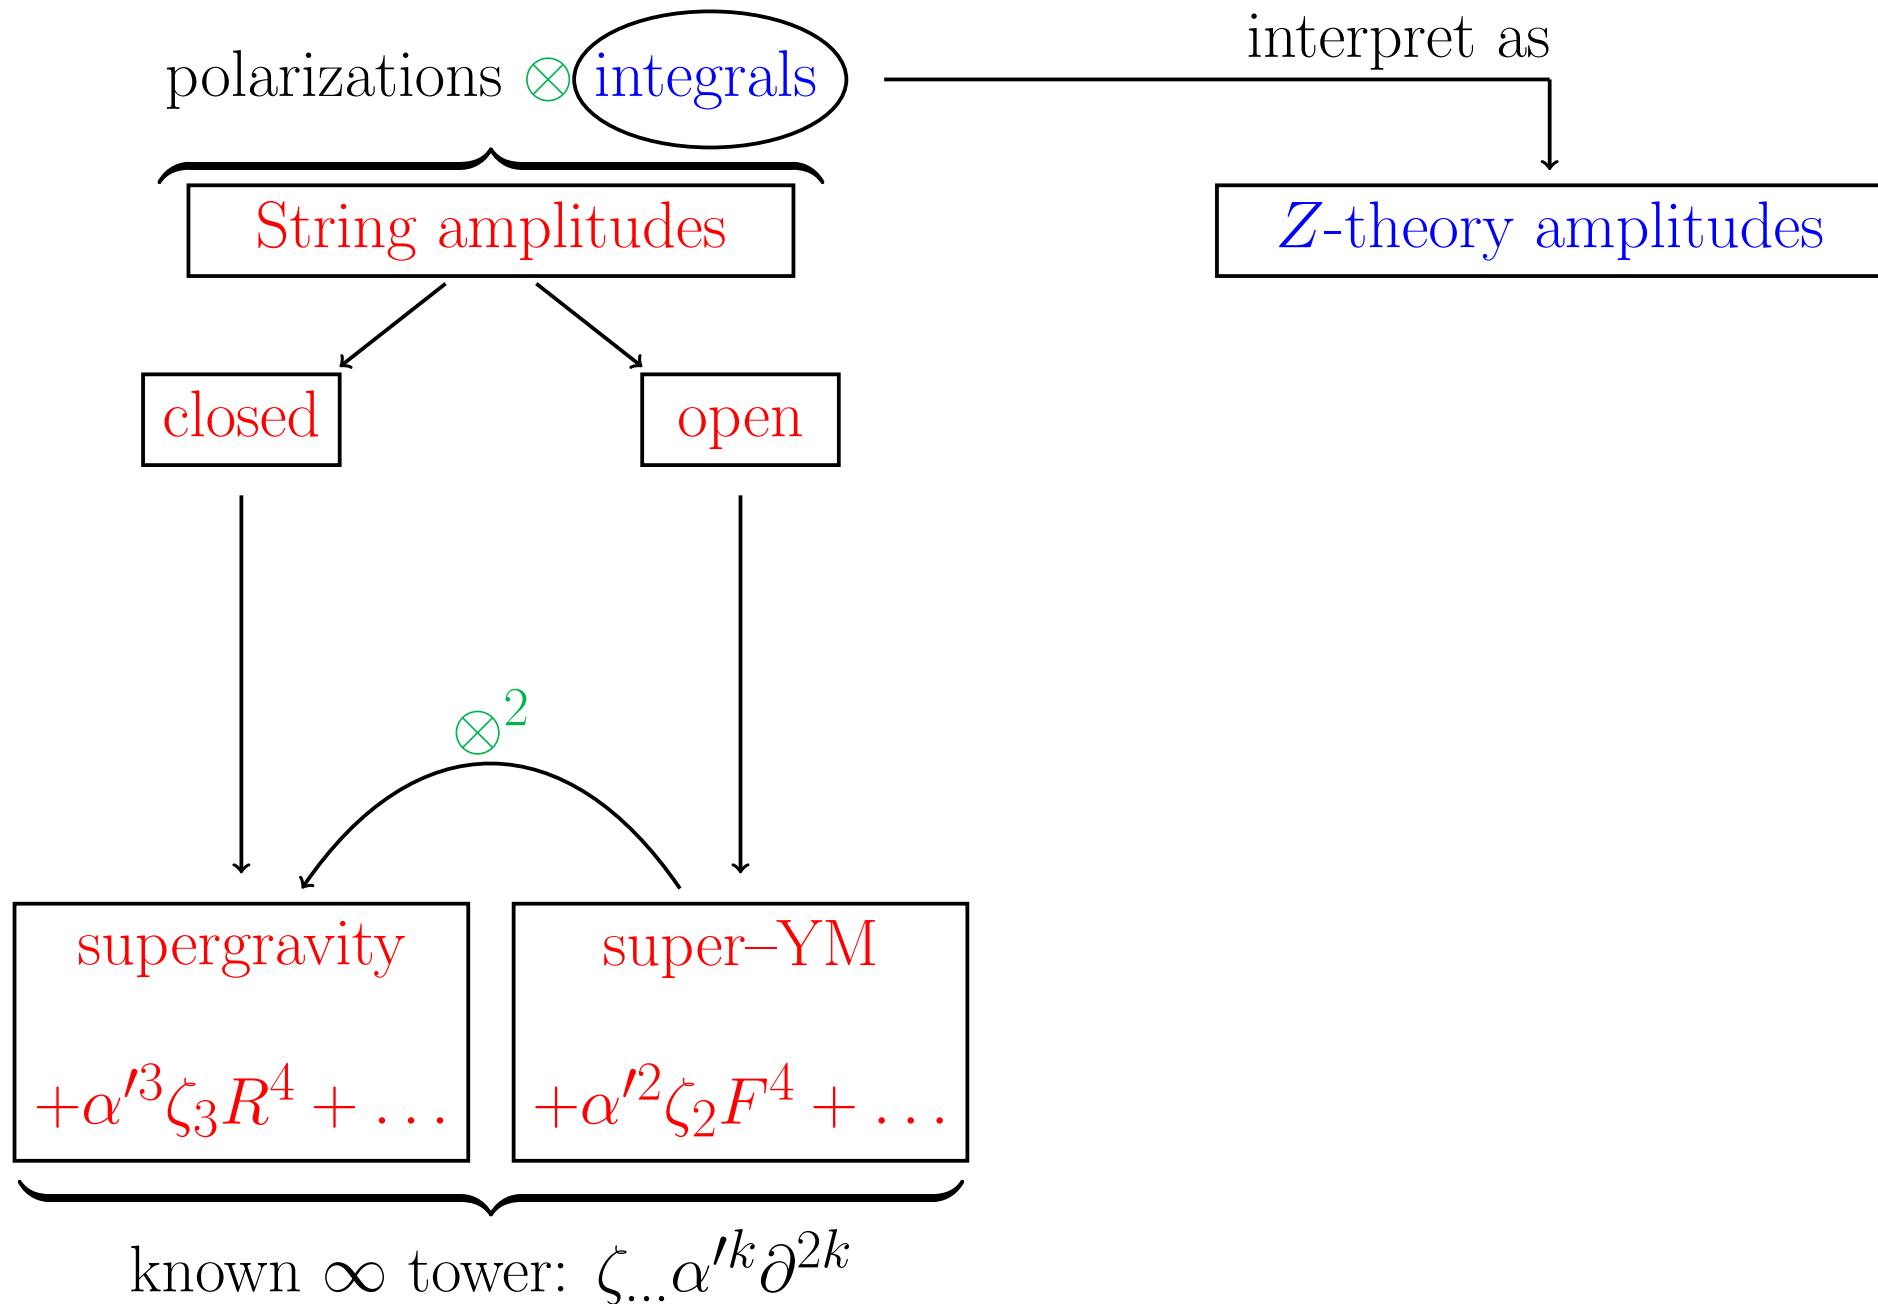 interpret as
polarizations ⊗ integrals
String amplitudes
Z-theory amplitudes
closed
open
⊗²
supergravity
+α′³ζ₃R⁴ + …
super–YM
+α′²ζ₂F⁴ + …
known ∞ tower: ζ…α′ᵏ∂²ᵏ